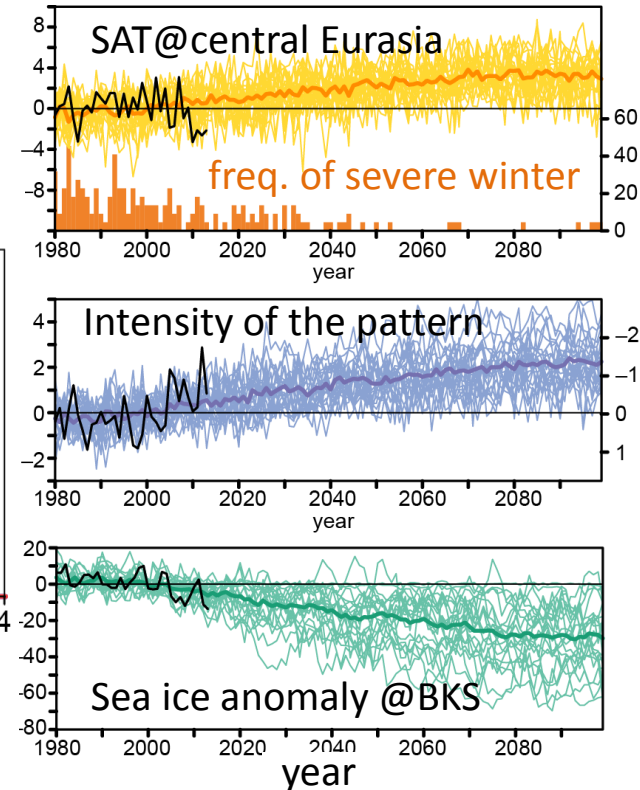 8
SAT@central Eurasia
4
0
60
−4
40
freq. of severe winter
−8
20
0
1980 2000 2020 2040 2060 2080
year
4
Intensity of the pattern
−2
2
−1
0
0
−2
1
1980 2000 2020 2040 2060 2080
year
20
0
4
-20
-40
-60
Sea ice anomaly @BKS
-80
1980 2000 2020 2040 2060 2080
year